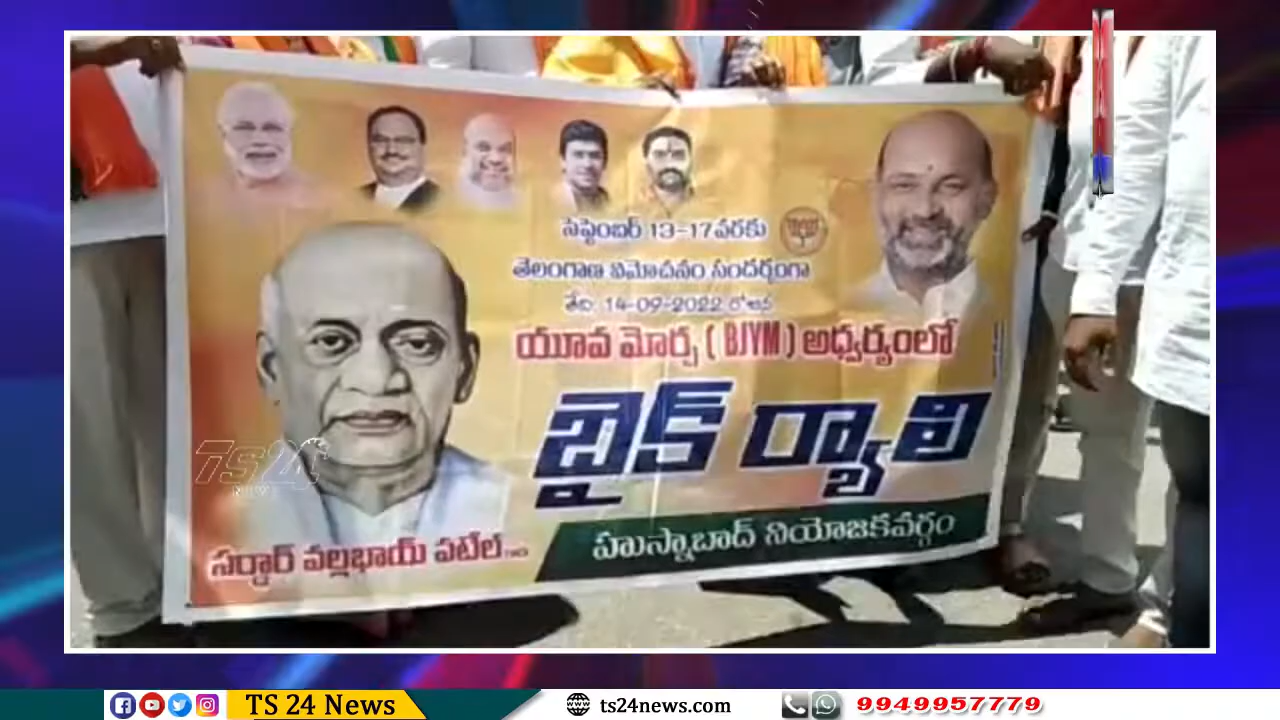 సెప్టెంబర్ 13-17 వరకు
తెలంగాణ విమోచనం సందర్భంగా
తేది: 14-09-2022 రోజున
యూవ మోర్చ ( BJYM ) అధ్వర్యంలో
బైక్ ర్యాలి
హుస్నాబాద్ నియోజకవర్గం
సర్దార్ వల్లభాయ్ పటేల్
TS24
NEWS
TS 24 News
ts24news.com
9949957779